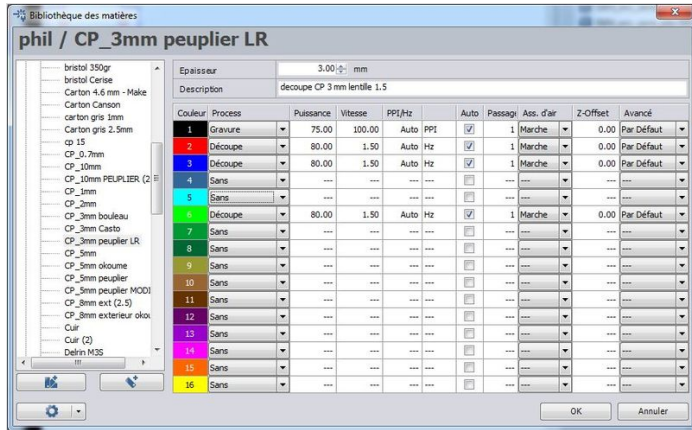 Bibliothèque des matières
phil / CP_3mm peuplier LR
bristol 350gr
bristol Cerise
Carton 4.6 mm - Make
Carton Canson
carton gris 1mm
Carton gris 2.5mm
cp 15
CP_0.7mm
CP_10mm
CP_10mm PEUPLIER (2
CP_1mm
CP_2mm
CP_3mm bouleau
CP_3mm Casto
CP_3mm peuplier LR
CP_5mm
CP_5mm okoume
CP_5mm peuplier
CP_5mm peuplier MODI
CP_8mm ext (2.5)
CP_8mm exterieur okou
Cuir
Cuir (2)
Delrin M3S
Epaisseur 3.00 mm
Description decoupe CP 3 mm lentille 1.5
Couleur Process Puissance Vitesse PPI/Hz Auto Passage Ass. d'air Z-Offset Avancé
1 Gravure 75.00 100.00 Auto PPI 1 Marche 0.00 Par Défaut
2 Découpe 80.00 1.50 Auto Hz 1 Marche 0.00 Par Défaut
3 Découpe 80.00 1.50 Auto Hz 1 Marche 0.00 Par Défaut
4 Sans --- --- --- --- --- --- --- ---
5 Sans --- --- --- --- --- --- --- ---
6 Découpe 80.00 1.50 Auto Hz 1 Marche 0.00 Par Défaut
7 Sans --- --- --- --- --- --- --- ---
8 Sans --- --- --- --- --- --- --- ---
9 Sans --- --- --- --- --- --- --- ---
10 Sans --- --- --- --- --- --- --- ---
11 Sans --- --- --- --- --- --- --- ---
12 Sans --- --- --- --- --- --- --- ---
13 Sans --- --- --- --- --- --- --- ---
14 Sans --- --- --- --- --- --- --- ---
15 Sans --- --- --- --- --- --- --- ---
16 Sans --- --- --- --- --- --- --- ---
OK Annuler